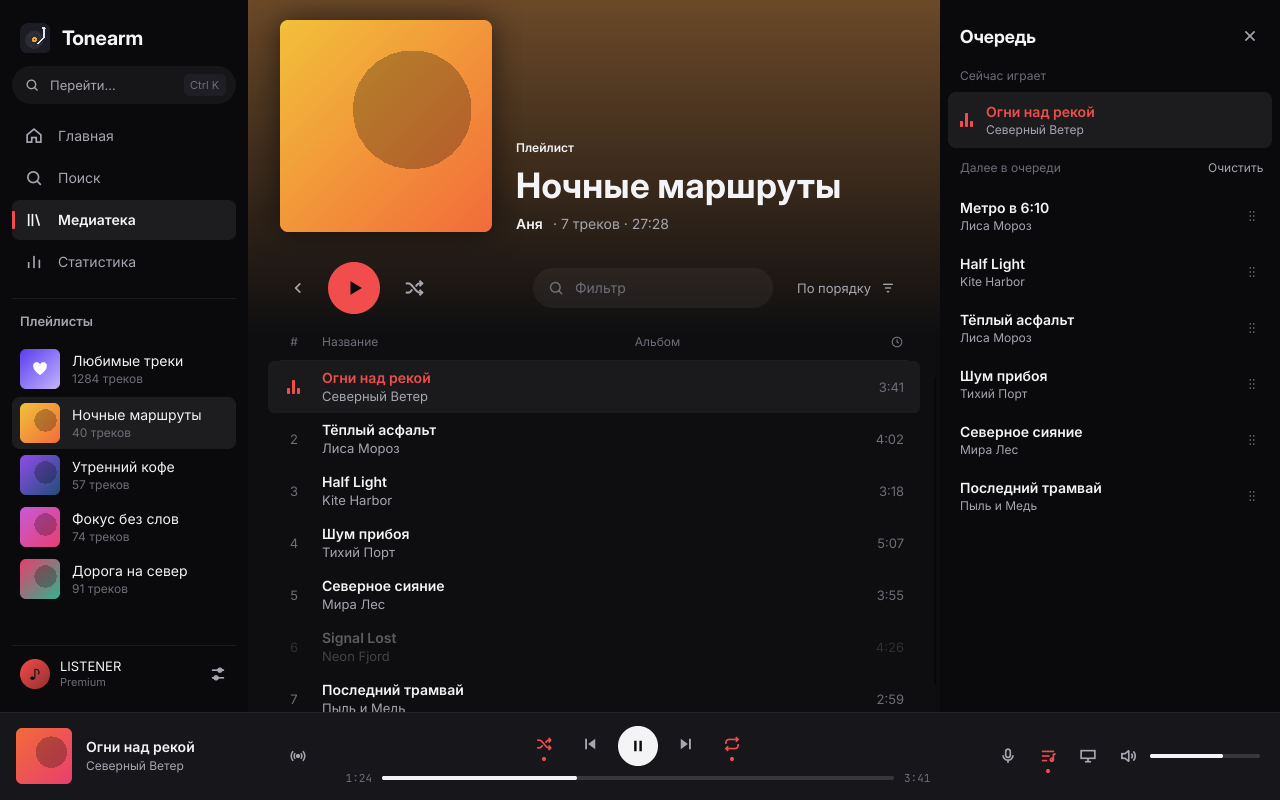 Tonearm
Перейти...
Ctrl K
Главная
Поиск
Медиатека
Статистика
Плейлисты
Любимые треки
1284 треков
Ночные маршруты
40 треков
Утренний кофе
57 треков
Фокус без слов
74 треков
Дорога на север
91 треков
LISTENER
Premium
Плейлист
Ночные маршруты
Аня · 7 треков · 27:28
Фильтр
По порядку
# Название Альбом
Огни над рекой
Северный Ветер
3:41
2
Тёплый асфальт
Лиса Мороз
4:02
3
Half Light
Kite Harbor
3:18
4
Шум прибоя
Тихий Порт
5:07
5
Северное сияние
Мира Лес
3:55
6
Signal Lost
Neon Fjord
4:26
7
Последний трамвай
Пыль и Медь
2:59
Очередь
Сейчас играет
Огни над рекой
Северный Ветер
Далее в очереди
Очистить
Метро в 6:10
Лиса Мороз
Half Light
Kite Harbor
Тёплый асфальт
Лиса Мороз
Шум прибоя
Тихий Порт
Северное сияние
Мира Лес
Последний трамвай
Пыль и Медь
Огни над рекой
Северный Ветер
1:24
3:41